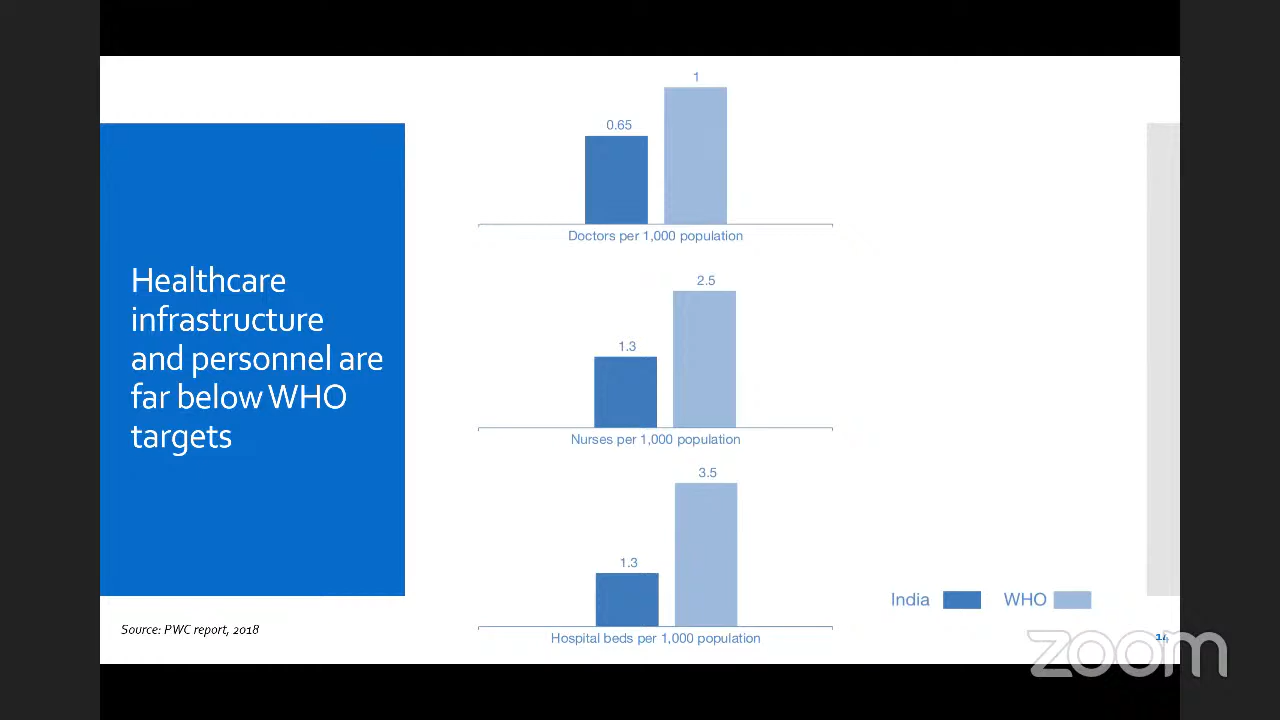 Healthcare
infrastructure
and personnel are
far below WHO
targets
1
0.65
Doctors per 1,000 population
2.5
1.3
Nurses per 1,000 population
3.5
1.3
Hospital beds per 1,000 population
India
WHO
Source: PWC report, 2018
zoom